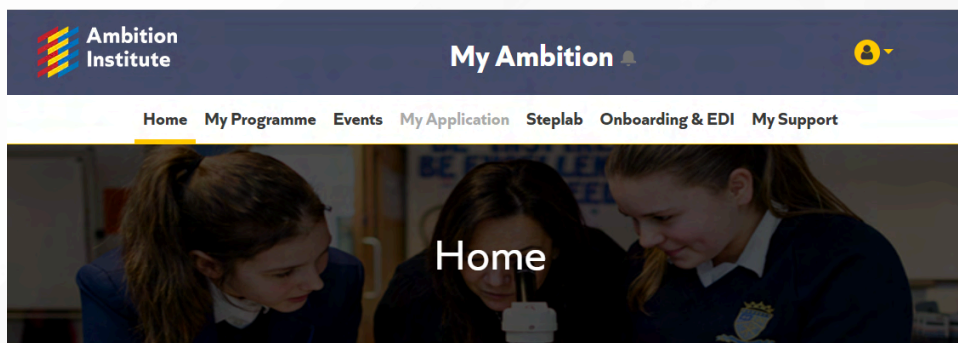 Ambition
Institute
My Ambition
Home My Programme Events My Application Steplab Onboarding & EDI My Support
Home